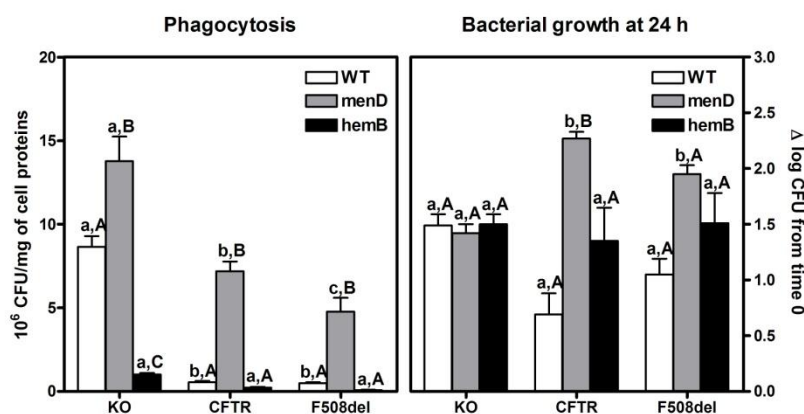 Phagocytosis
Bacterial growth at 24 h
20
15
10
5
0
10⁶ CFU/mg of cell proteins
WT
menD
hemB
a,A
a,B
a,C
b,A
b,B
a,A
b,A
c,B
a,A
KO
CFTR
F508del
WT
menD
hemB
a,A
a,A
a,A
a,A
b,B
a,A
a,A
b,A
a,A
KO
CFTR
F508del
3.0
2.5
2.0
1.5
1.0
0.5
0.0
Δ log CFU from time 0